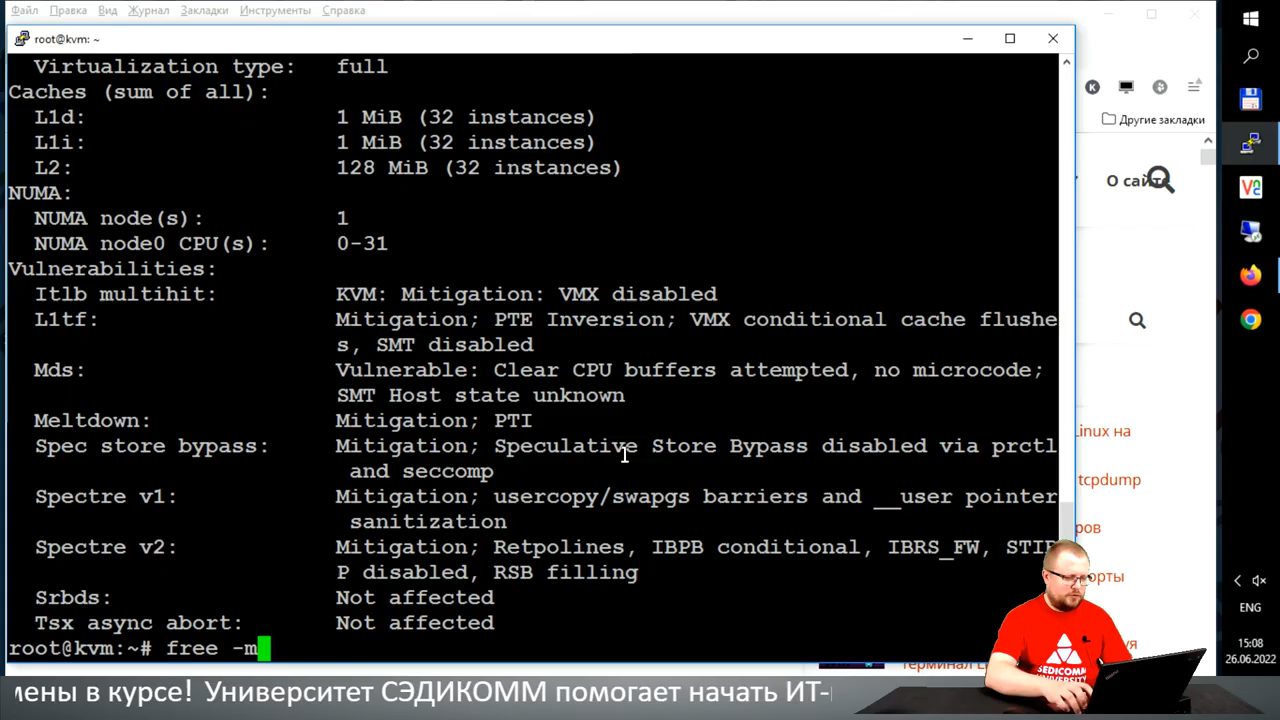 Файл Правка Вид Журнал Закладки Инструменты Справка
root@kvm: ~
Virtualization type: full
Caches (sum of all):
L1d: 1 MiB (32 instances)
L1i: 1 MiB (32 instances)
L2: 128 MiB (32 instances)
NUMA:
NUMA node(s): 1
NUMA node0 CPU(s): 0-31
Vulnerabilities:
Itlb multihit: KVM: Mitigation: VMX disabled
L1tf: Mitigation; PTE Inversion; VMX conditional cache flushe
s, SMT disabled
Mds: Vulnerable: Clear CPU buffers attempted, no microcode;
SMT Host state unknown
Meltdown: Mitigation; PTI
Spec store bypass: Mitigation; Speculative Store Bypass disabled via prctl
and seccomp
Spectre v1: Mitigation; usercopy/swapgs barriers and __user pointer
sanitization
Spectre v2: Mitigation; Retpolines, IBPB conditional, IBRS_FW, STIB
P disabled, RSB filling
Srbds: Not affected
Tsx async abort: Not affected
root@kvm:~# free -m
Другие закладки
О сайте
Linux на
tcpdump
ров
орты
терминал
SEDICOMM
UNIVERSITY
ENG
15:08
26.06.2022
мены в курсе! Университет СЭДИКОММ помогает начать ИТ-